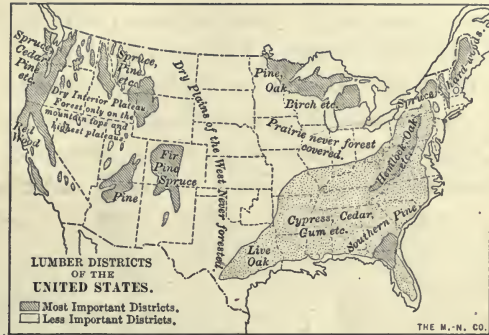 Spruce,
Cedar
Pine
etc.
Spruce,
Pine
etc.
Dry Interior Plateau
Forest only on the
mountain tops and
highest plateaus
Red
Wood
Pine
Fir
Pine
Spruce
Dry Plains of the West Never forested
Pine,
Oak
Birch etc.
Prairie never forest
covered.
Spruce,
Hard woods.
Hemlock Oak
etc.
Cypress, Cedar,
Gum etc.
Southern Pine
Live
Oak
LUMBER DISTRICTS
OF THE
UNITED STATES.
Most Important Districts.
Less Important Districts.
THE M.-N. CO.